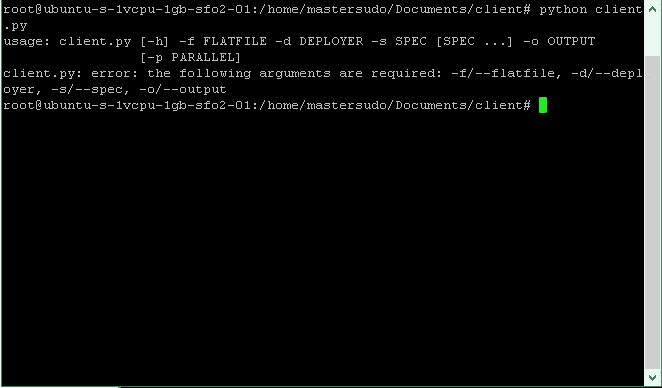 root@ubuntu-s-1vcpu-1gb-sfo2-01:/home/mastersudo/Documents/client# python client
.py
usage: client.py [-h] -f FLATFILE -d DEPLOYER -s SPEC [SPEC ...] -o OUTPUT
[-p PARALLEL]
client.py: error: the following arguments are required: -f/--flatfile, -d/--depl
oyer, -s/--spec, -o/--output
root@ubuntu-s-1vcpu-1gb-sfo2-01:/home/mastersudo/Documents/client#